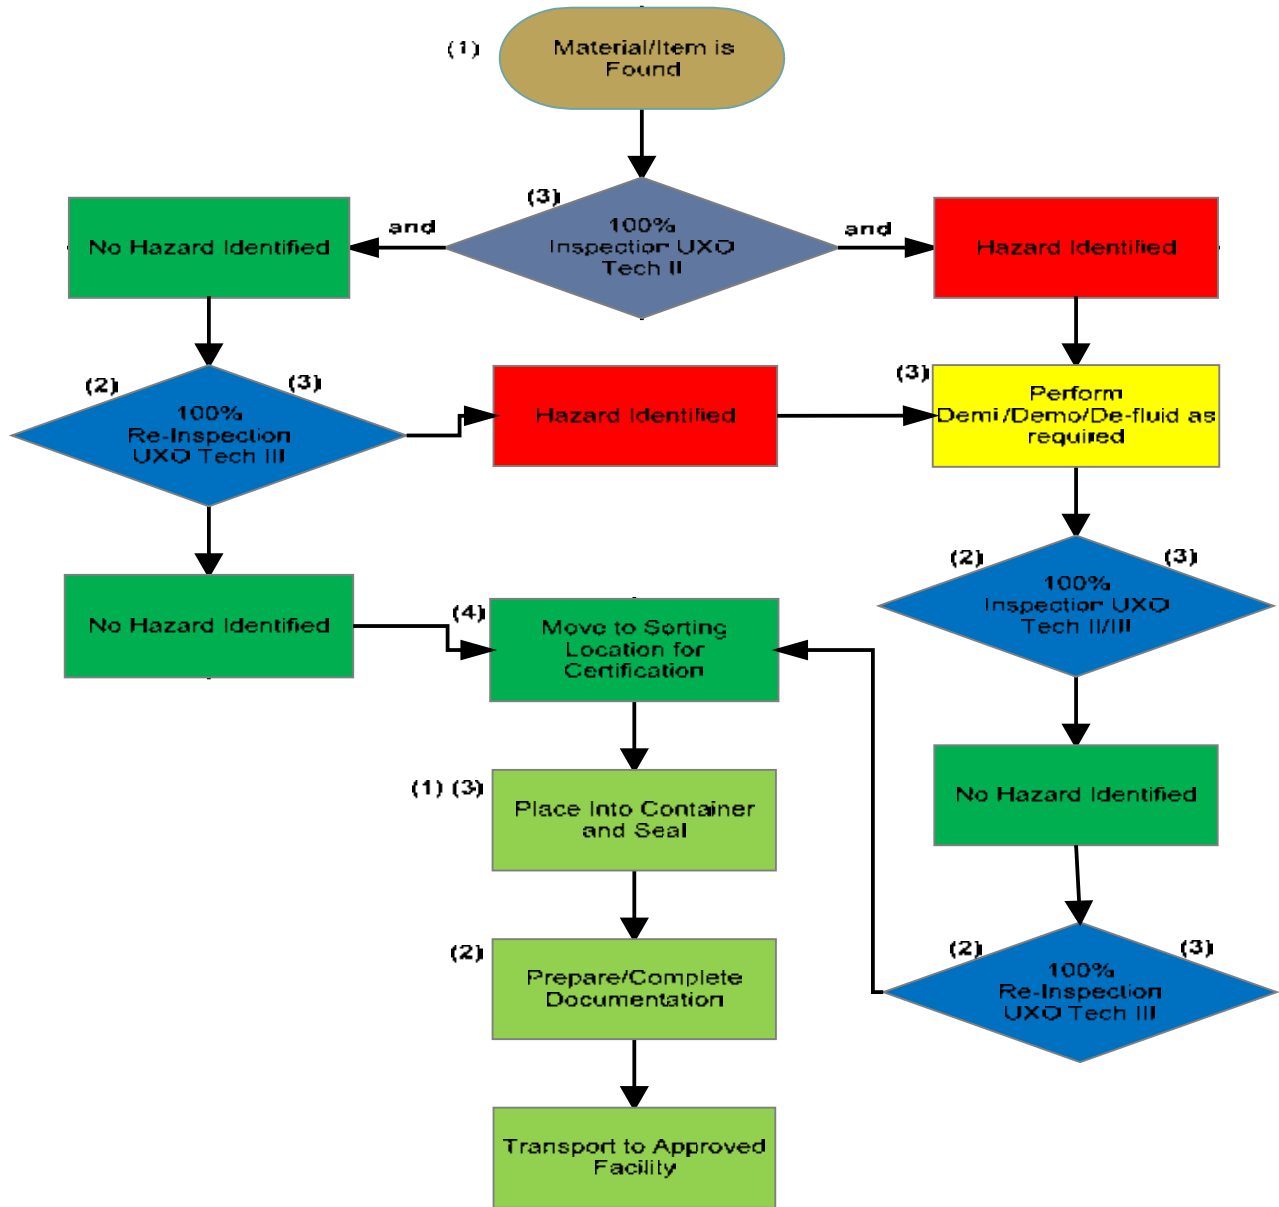 (1)
Material/Item is
Found
(3)
100%
Inspection UXO
Tech II
and
and
No Hazard Identified
Hazard Identified
(2)
(3)
100%
Re-Inspection
UXO Tech III
Hazard Identified
(3)
Perform
Demil/Demo/De-fluid as
required
(2)
(3)
100%
Inspection UXO
Tech II/III
No Hazard Identified
(4)
Move to Sorting
Location for
Certification
(1) (3)
Place Into Container
and Seal
No Hazard Identified
(2)
Prepare/Complete
Documentation
(2)
(3)
100%
Re-Inspection
UXO Tech III
Transport to Approved
Facility